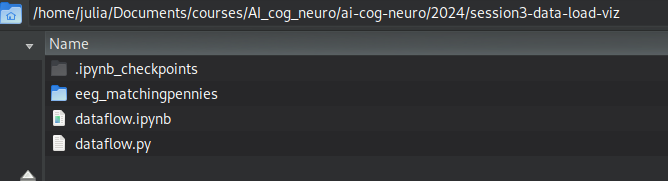 /home/julia/Documents/courses/AI_cog_neuro/ai-cog-neuro/2024/session3-data-load-viz
Name
.ipynb_checkpoints
eeg_matchingpennies
dataflow.ipynb
dataflow.py